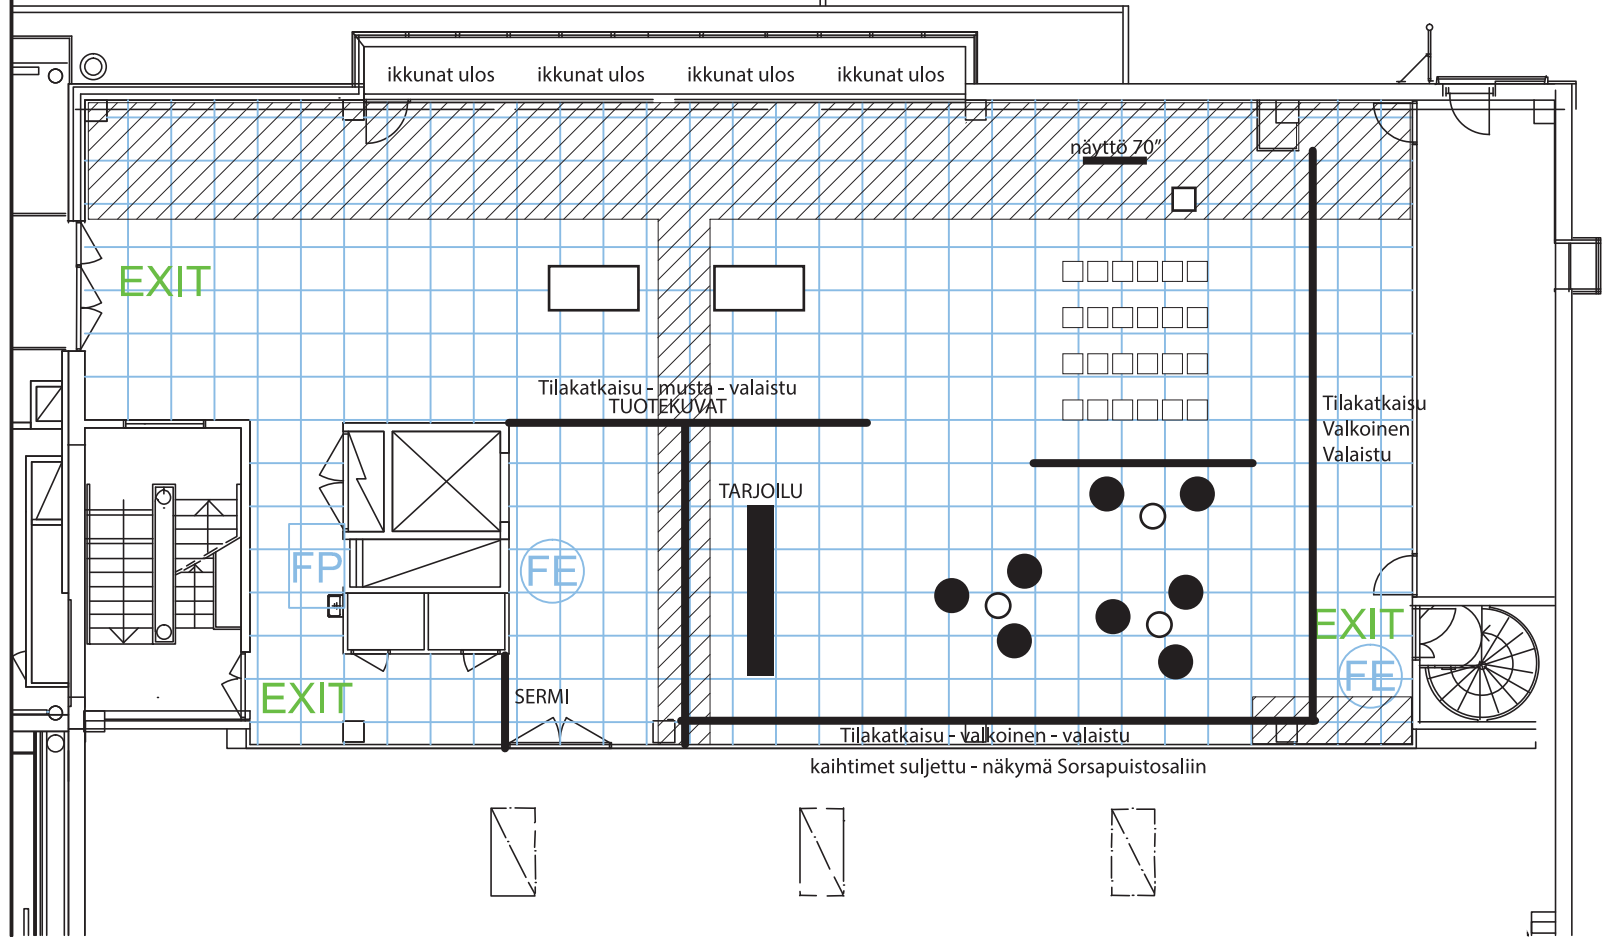 ikkunat ulos ikkunat ulos ikkunat ulos ikkunat ulos
näyttö 70”
EXIT
Tilakatkaisu - musta - valaistu
TUOTEKUVAT
Tilakatkaisu
Valkoinen
Valaistu
TARJOILU
FP
FE
EXIT
FE
EXIT
SERMI
Tilakatkaisu - valkoinen - valaistu
kaihtimet suljettu - näkymä Sorsapuistosaliin